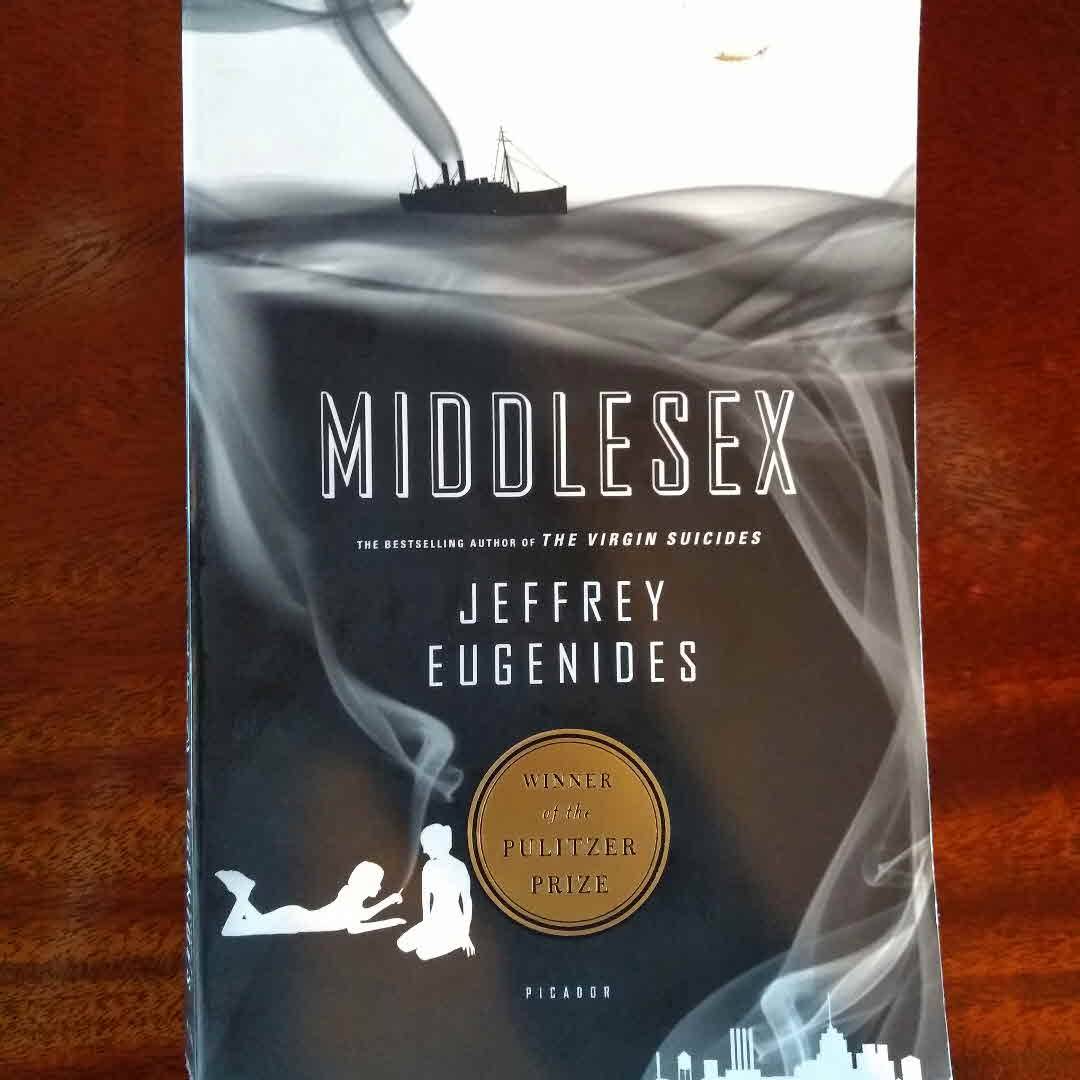 MIDDLESEX
THE BESTSELLING AUTHOR OF THE VIRGIN SUICIDES
JEFFREY
EUGENIDES
WINNER
of the
PULITZER
PRIZE
PICADOR